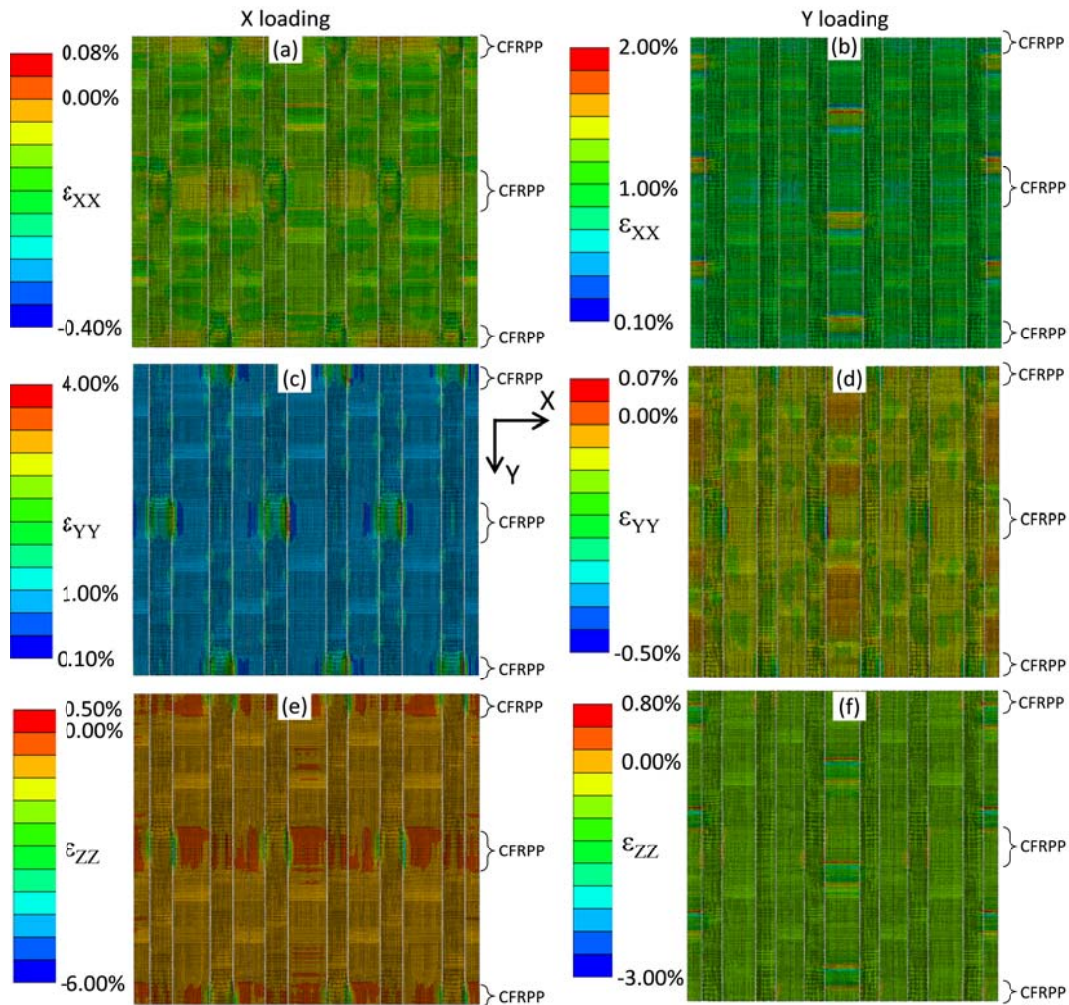 X loading
Y loading
(a)
0.08%
0.00%
εXX
-0.40%
CFRPP
CFRPP
CFRPP
(b)
2.00%
1.00%
εXX
0.10%
CFRPP
CFRPP
CFRPP
(c)
4.00%
εYY
1.00%
0.10%
CFRPP
CFRPP
CFRPP
X
Y
(d)
0.07%
0.00%
εYY
-0.50%
CFRPP
CFRPP
CFRPP
(e)
0.50%
0.00%
εZZ
-6.00%
CFRPP
CFRPP
CFRPP
(f)
0.80%
0.00%
εZZ
-3.00%
CFRPP
CFRPP
CFRPP